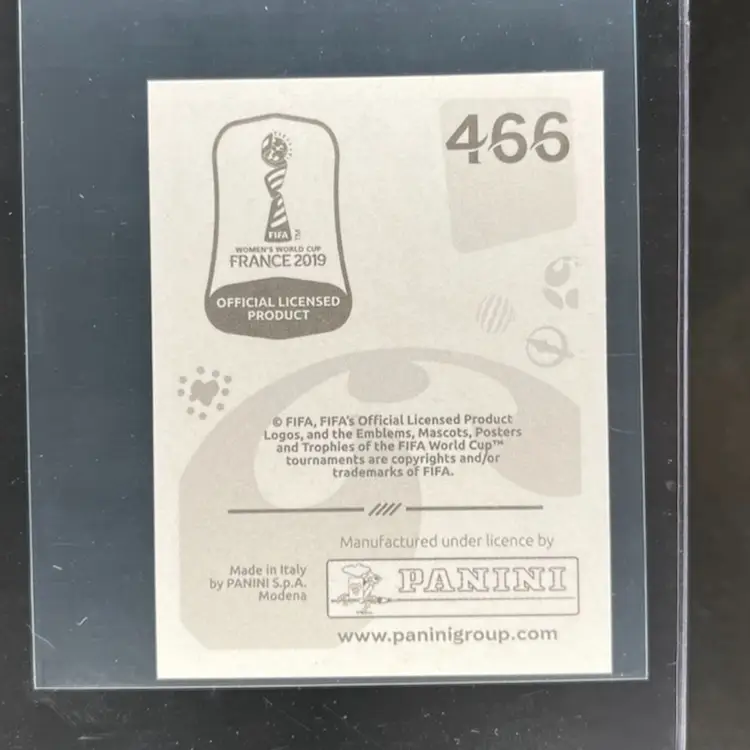 466
FIFA
TM
WOMEN'S WORLD CUP
FRANCE 2019
OFFICIAL LICENSED
PRODUCT
© FIFA, FIFA's Official Licensed Product
Logos, and the Emblems, Mascots, Posters
and Trophies of the FIFA World Cup™
tournaments are copyrights and/or
trademarks of FIFA.
Manufactured under licence by
Made in Italy
by PANINI S.p.A.
Modena
PANINI
www.paninigroup.com